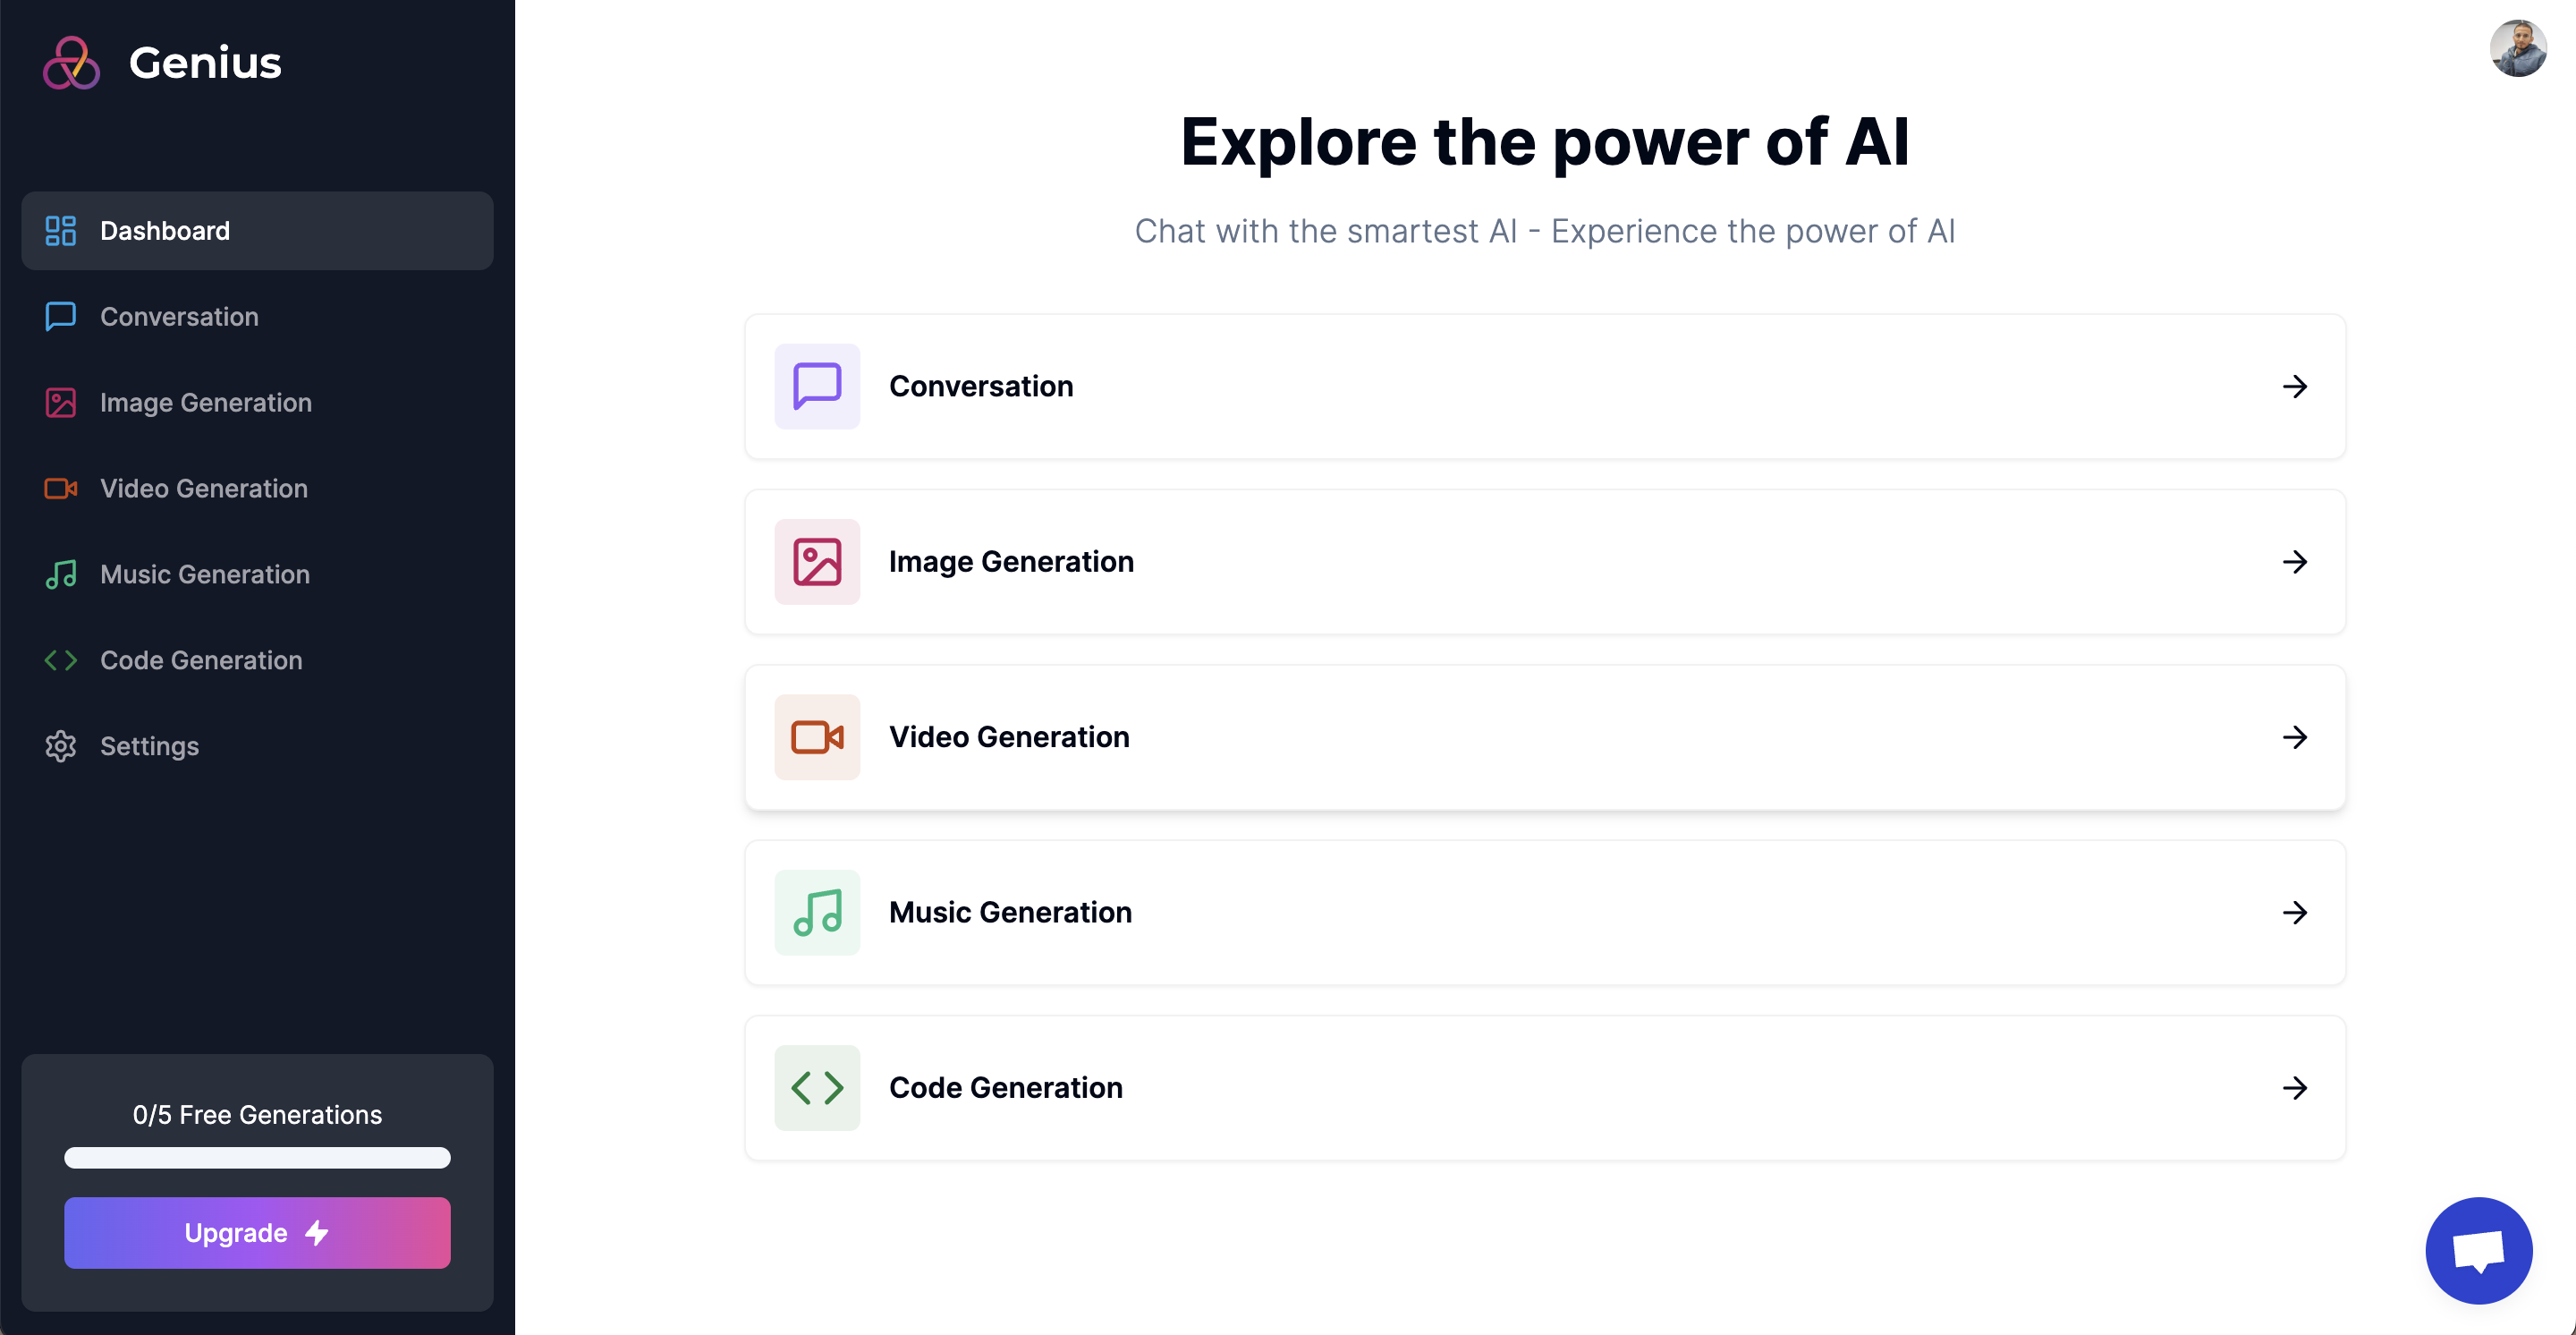 Genius
Dashboard
Conversation
Image Generation
Video Generation
Music Generation
Code Generation
Settings
0/5 Free Generations
Upgrade
Explore the power of AI
Chat with the smartest AI - Experience the power of AI
Conversation
Image Generation
Video Generation
Music Generation
Code Generation